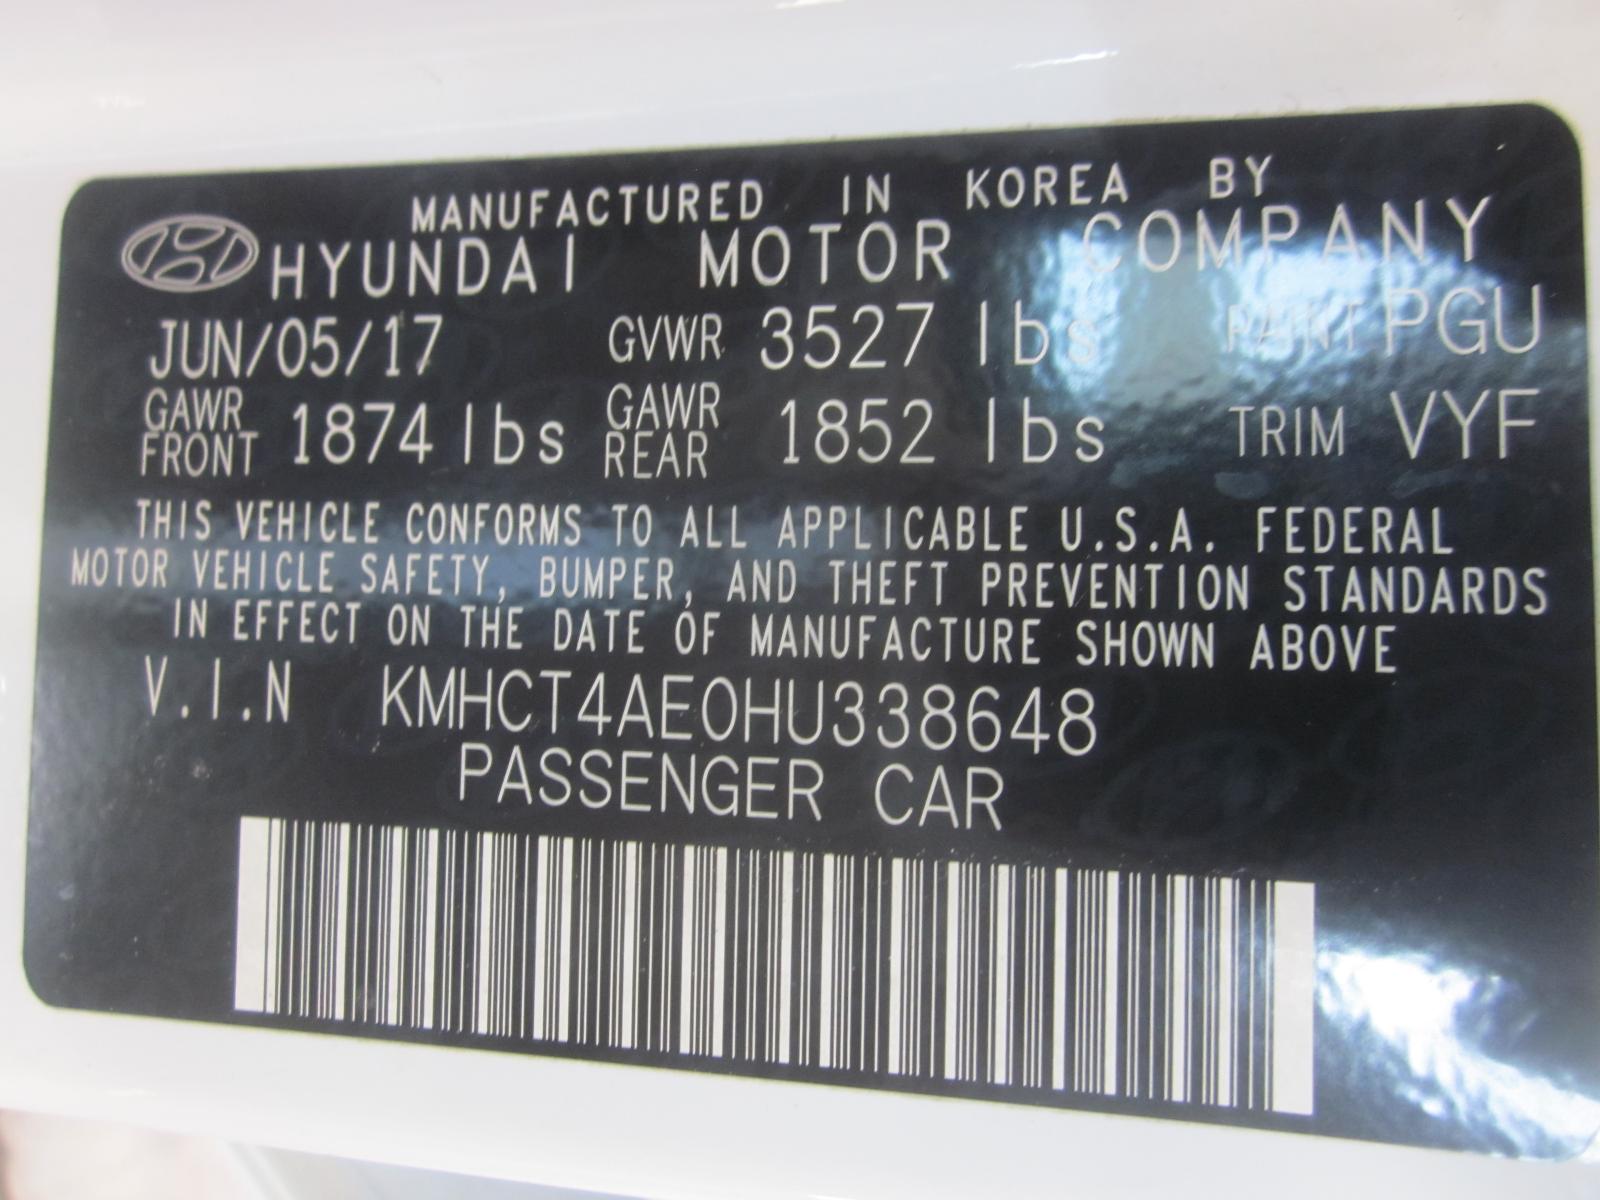 MANUFACTURED IN KOREA BY
HYUNDAI MOTOR COMPANY
JUN/05/17 GVWR 3527 lbs PAINT PGU
GAWR FRONT 1874 lbs GAWR REAR 1852 lbs TRIM VYF
THIS VEHICLE CONFORMS TO ALL APPLICABLE U.S.A. FEDERAL
MOTOR VEHICLE SAFETY, BUMPER, AND THEFT PREVENTION STANDARDS
IN EFFECT ON THE DATE OF MANUFACTURE SHOWN ABOVE
V.I.N KMHCT4AE0HU338648
PASSENGER CAR